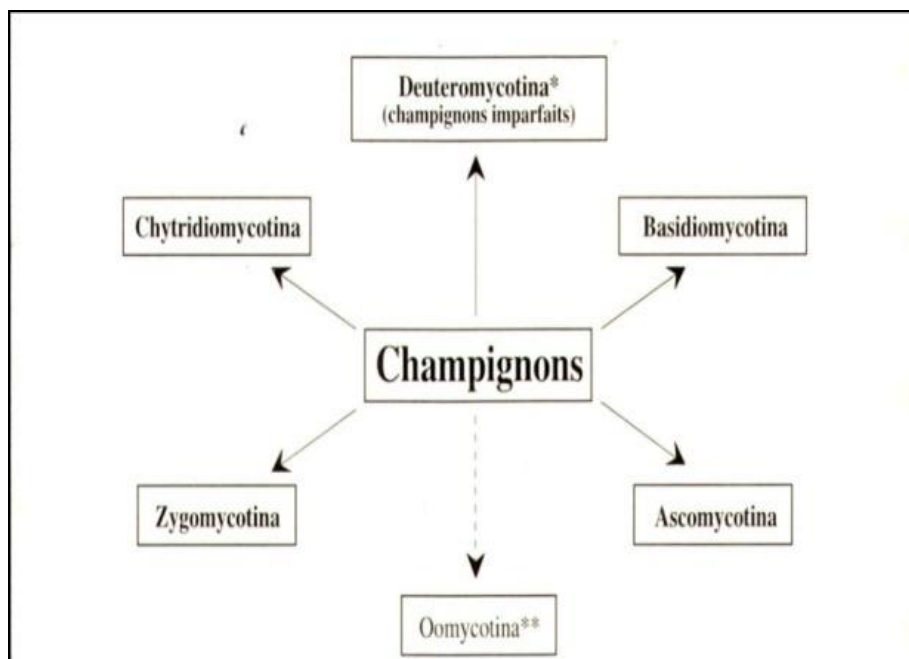 Deuteromycotina*
(champignons imparfaits)
Chytridiomycotina
Basidiomycotina
Champignons
Zygomycotina
Ascomycotina
Oomycotina**